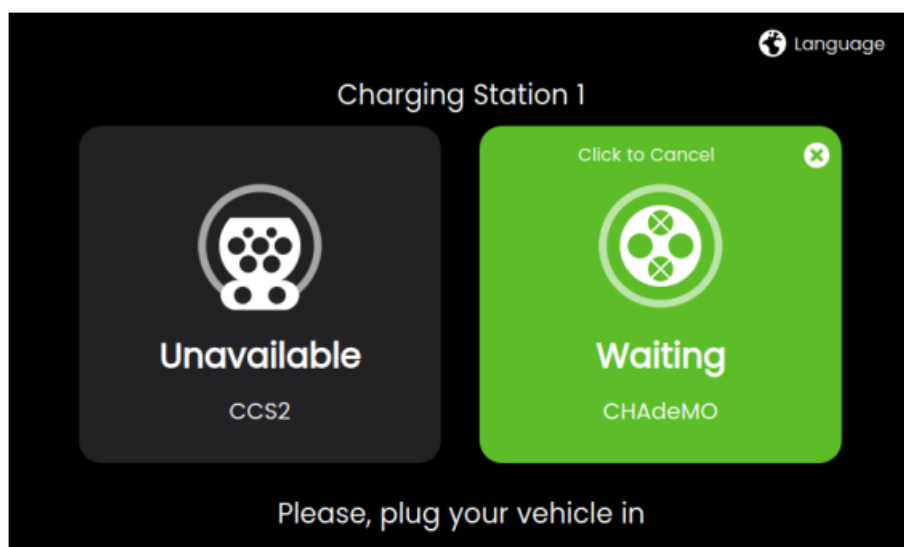 Language
Charging Station 1
Click to Cancel
Unavailable
Waiting
CCS2
CHAdeMO
Please, plug your vehicle in